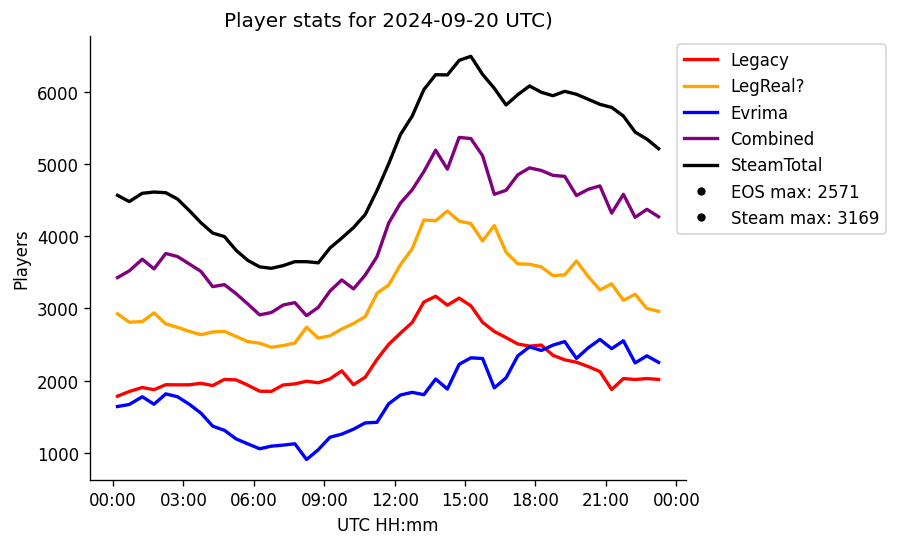 Player stats for 2024-09-20 UTC)
Legacy
LegReal?
Evrima
Combined
SteamTotal
EOS max: 2571
Steam max: 3169
Players
6000
5000
4000
3000
2000
1000
00:00 03:00 06:00 09:00 12:00 15:00 18:00 21:00 00:00
UTC HH:mm